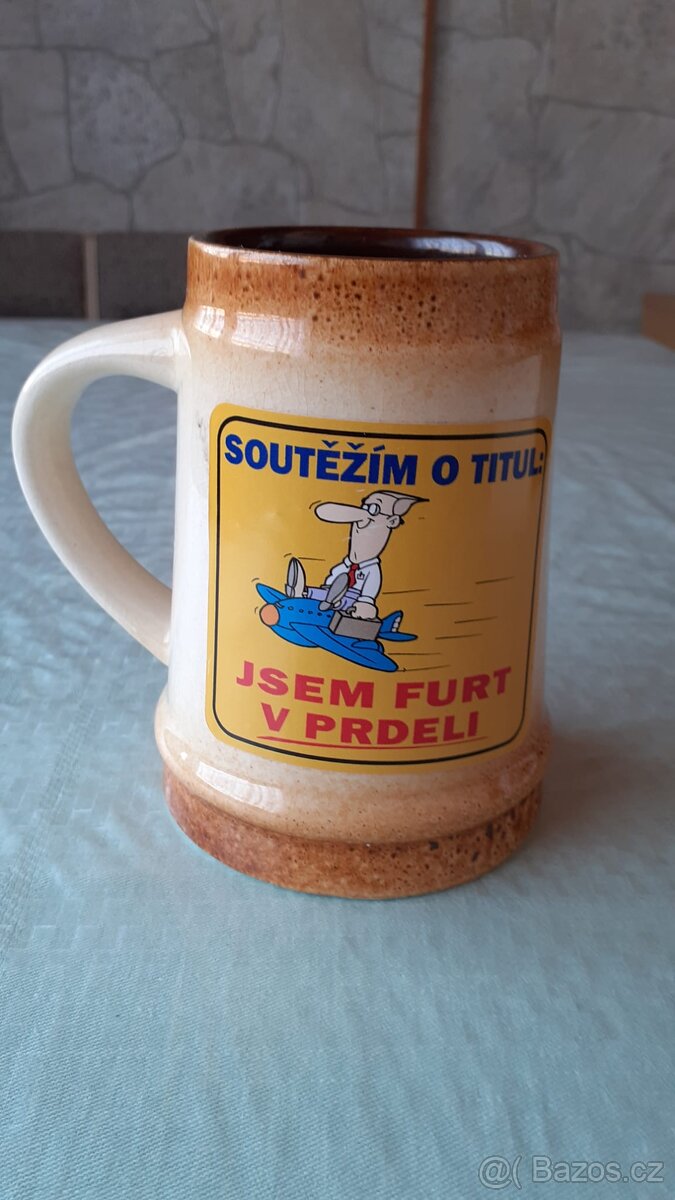 SOUTĚŽÍM O TITUL:
JSEM FURT
V PRDELI
@( Bazos.cz